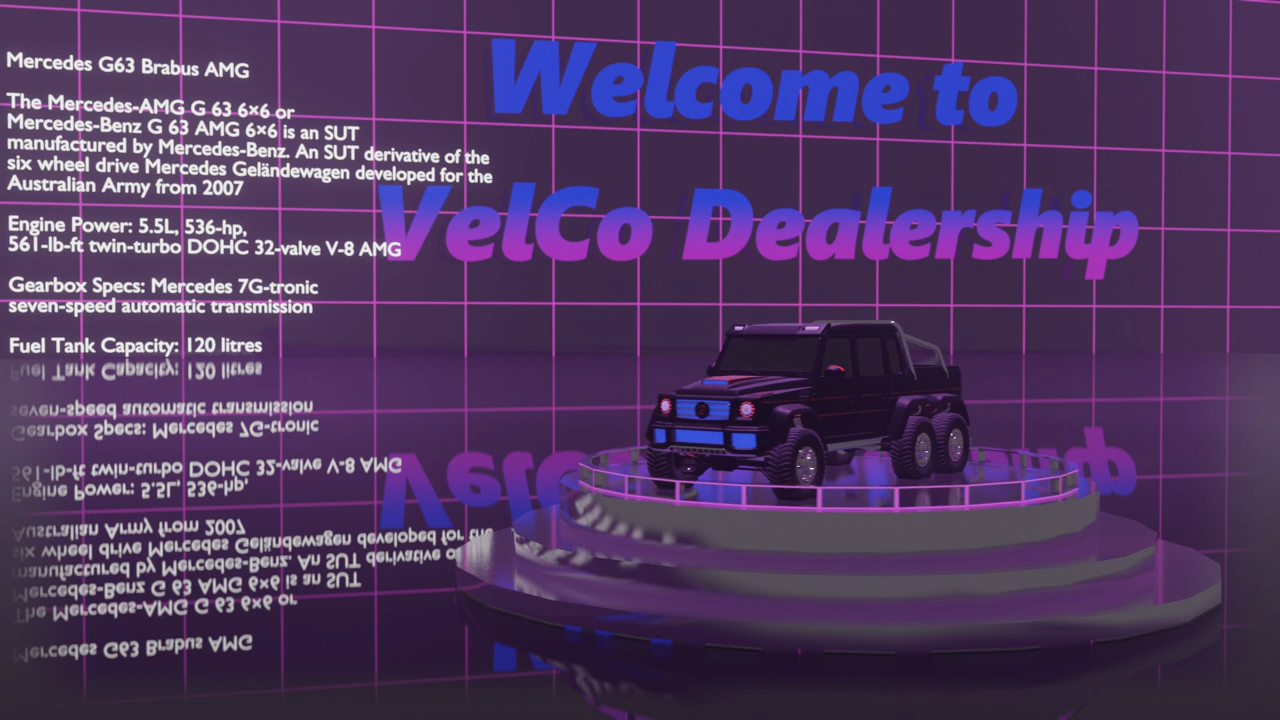 Mercedes G63 Brabus AMG
The Mercedes-AMG G 63 6×6 or
Mercedes-Benz G 63 AMG 6×6 is an SUT
manufactured by Mercedes-Benz. An SUT derivative of the
six wheel drive Mercedes Geländewagen developed for the
Australian Army from 2007
Engine Power: 5.5L, 536-hp,
561-lb-ft twin-turbo DOHC 32-valve V-8 AMG
Gearbox Specs: Mercedes 7G-tronic
seven-speed automatic transmission
Fuel Tank Capacity: 120 litres
Welcome to
VelCo Dealership